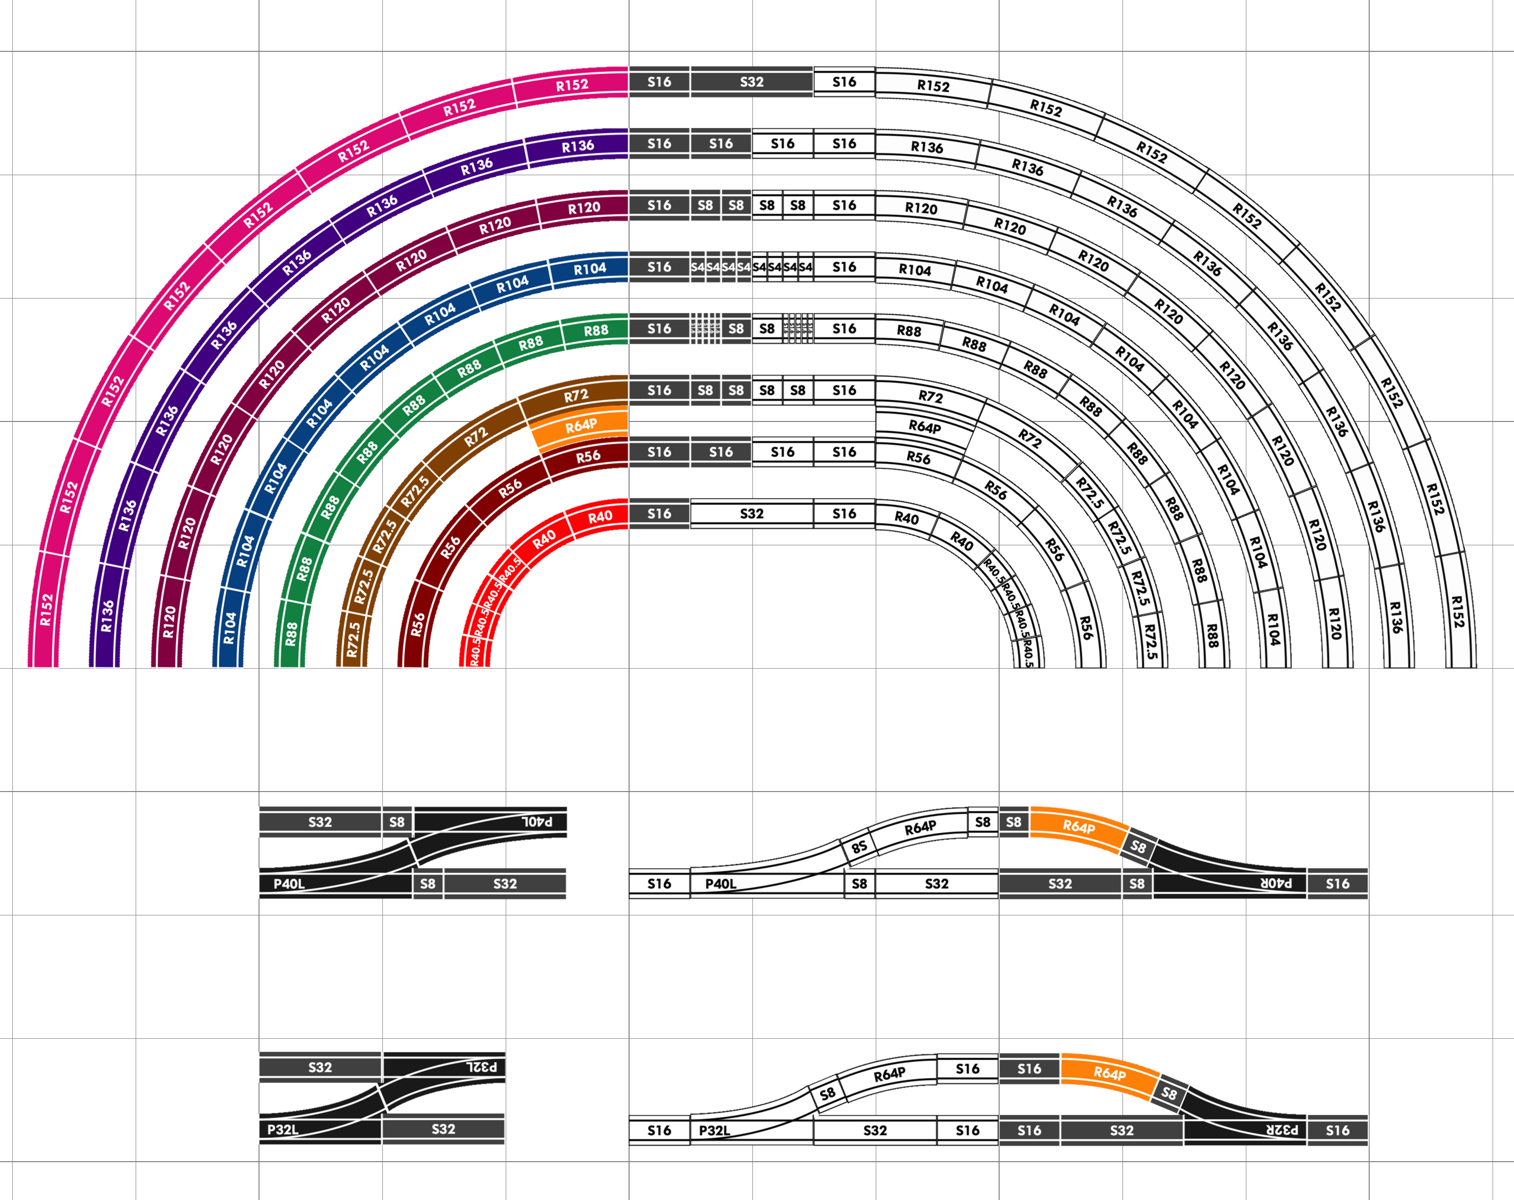 R152 R152 R152 R152 R152 R152 R152 R152 S16 S32 S16 R152 R152 R152 R152 R152 R152 R152 R152
R136 R136 R136 R136 R136 R136 R136 R136 S16 S16 S16 S16 R136 R136 R136 R136 R136 R136 R136 R136
R120 R120 R120 R120 R120 R120 R120 R120 S16 S8 S8 S8 S8 S16 R120 R120 R120 R120 R120 R120 R120 R120
R104 R104 R104 R104 R104 R104 R104 R104 S16 S4 S4 S4 S4 S4 S4 S4 S4 S16 R104 R104 R104 R104 R104 R104 R104 R104
R88 R88 R88 R88 R88 R88 R88 R88 S16 S8 S8 S16 R88 R88 R88 R88 R88 R88 R88 R88
R72.5 R72.5 R72.5 R72.5 R72 R72 S16 S8 S8 S8 S8 S16 R72 R72 R72.5 R72.5 R72.5 R72.5
R64P R64P
R56 R56 R56 R56 S16 S16 S16 S16 R56 R56 R56 R56
R40.5 R40.5 R40.5 R40.5 R40 R40 S16 S32 S16 R40 R40 R40.5 R40.5 R40.5 R40.5
S32 S8 P40L
P40L S8 S32
S8 R64P S8 S8 R64P S8
S16 P40L S8 S32 S32 S8 P40R S16
S32 P32L
P32L S32
S8 R64P S16 S16 R64P S8
S16 P32L S32 S16 S16 S32 P32R S16